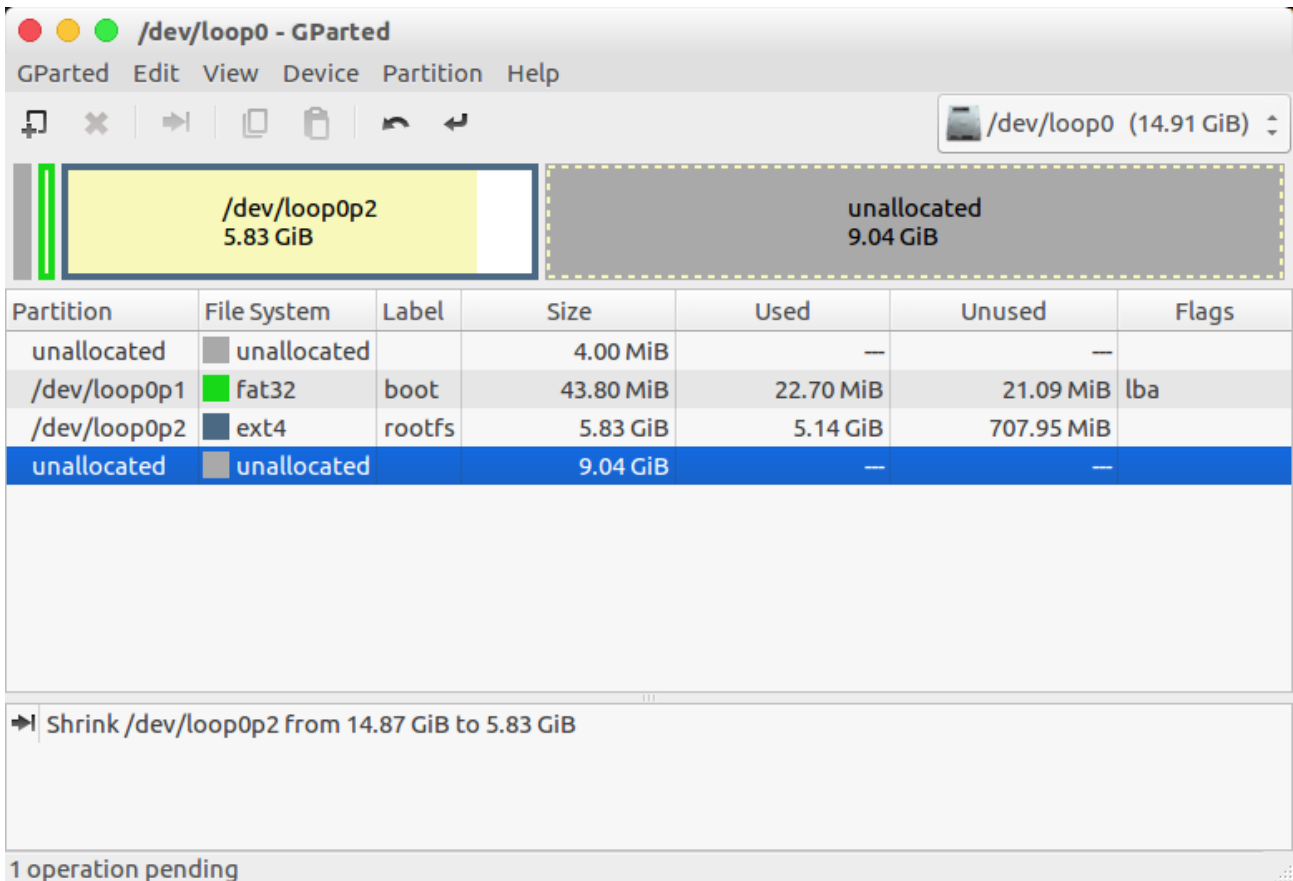 /dev/loop0 - GParted
GParted Edit View Device Partition Help
/dev/loop0 (14.91 GiB)
/dev/loop0p2
5.83 GiB
unallocated
9.04 GiB
Partition File System Label Size Used Unused Flags
unallocated unallocated 4.00 MiB --- ---
/dev/loop0p1 fat32 boot 43.80 MiB 22.70 MiB 21.09 MiB lba
/dev/loop0p2 ext4 rootfs 5.83 GiB 5.14 GiB 707.95 MiB
unallocated unallocated 9.04 GiB --- ---
Shrink /dev/loop0p2 from 14.87 GiB to 5.83 GiB
1 operation pending